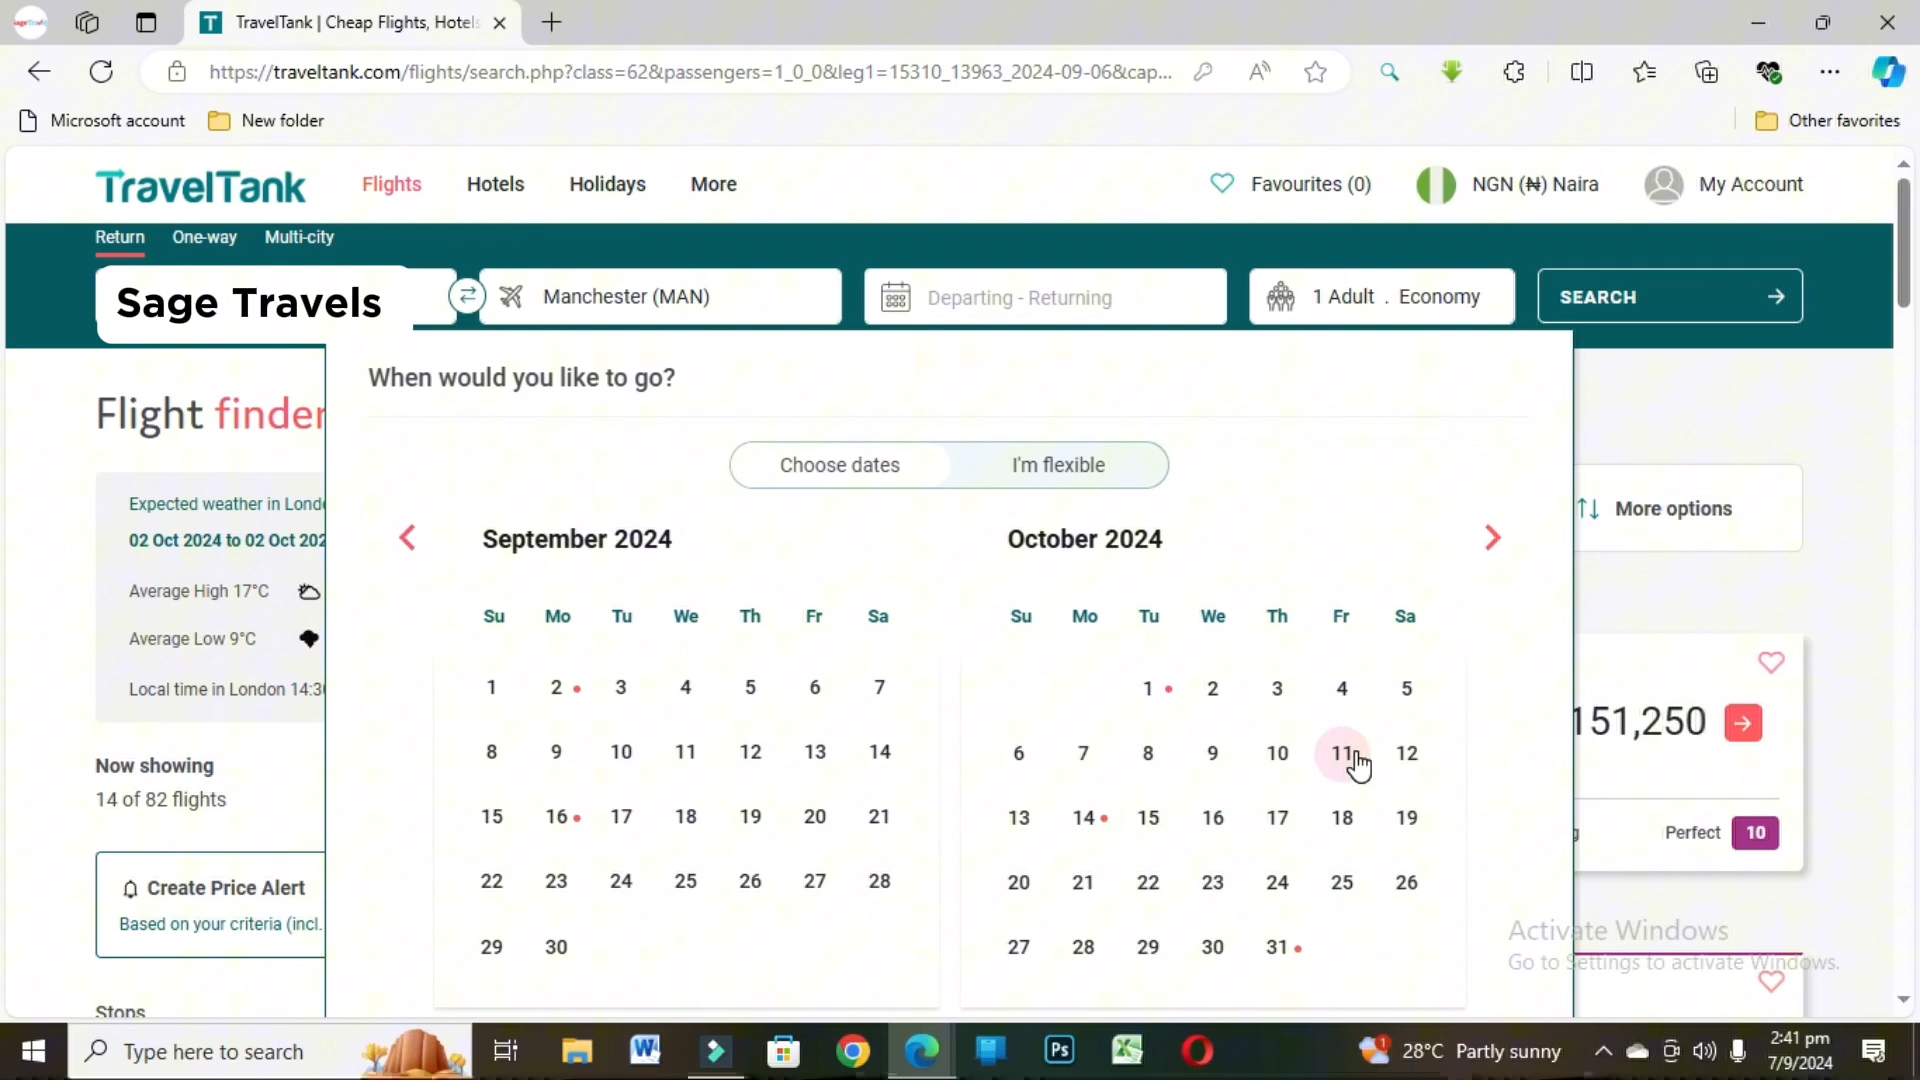 TravelTank | Cheap Flights, Hotels
https://traveltank.com/flights/search.php?class=62&passengers=1_0_0&leg1=15310_13963_2024-09-06&cap...
Microsoft account
New folder
Other favorites
TravelTank
Flights
Hotels
Holidays
More
Favourites (0)
NGN (₦) Naira
My Account
Return
One-way
Multi-city
Sage Travels
Manchester (MAN)
Departing - Returning
1 Adult . Economy
SEARCH
When would you like to go?
Flight finder
Choose dates
I'm flexible
Expected weather in Londo
02 Oct 2024 to 02 Oct 202
Average High 17°C
Average Low 9°C
Local time in London 14:3
September 2024
October 2024
More options
Su Mo Tu We Th Fr Sa
1 2 3 4 5 6 7
8 9 10 11 12 13 14
15 16 17 18 19 20 21
22 23 24 25 26 27 28
29 30
Su Mo Tu We Th Fr Sa
1 2 3 4 5
6 7 8 9 10 11 12
13 14 15 16 17 18 19
20 21 22 23 24 25 26
27 28 29 30 31
151,250
Perfect 10
Now showing
14 of 82 flights
Create Price Alert
Based on your criteria (incl.
Stops
Activate Windows
Go to Settings to activate Windows.
Type here to search
28°C Partly sunny
2:41 pm
7/9/2024